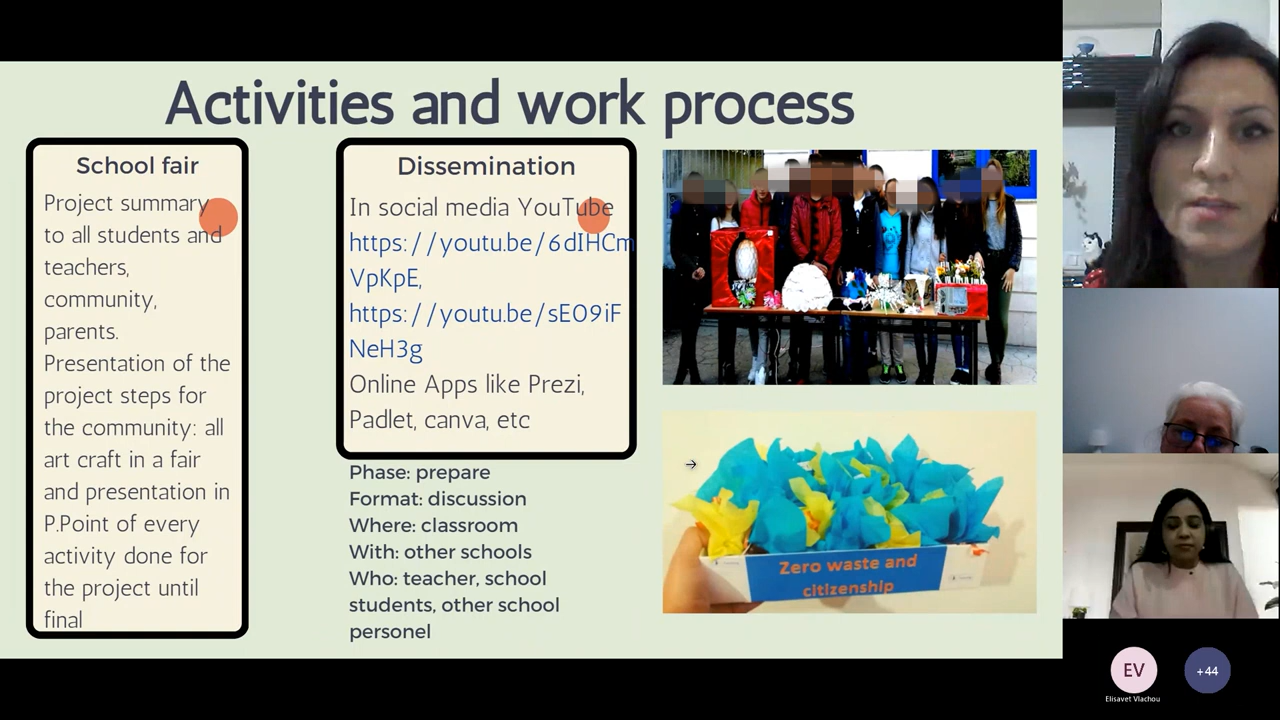 Activities and work process
School fair
Project summary
to all students and
teachers,
community,
parents.
Presentation of the
project steps for
the community: all
art craft in a fair
and presentation in
P.Point of every
activity done for
the project until
final
Dissemination
In social media YouTube
https://youtu.be/6dIHCm
VpKpE,
https://youtu.be/sEO9iF
NeH3g
Online Apps like Prezi,
Padlet, canva, etc
Phase: prepare
Format: discussion
Where: classroom
With: other schools
Who: teacher, school
students, other school
personel
Zero waste and
citizenship
EV
+44
Elisavet Vlachou